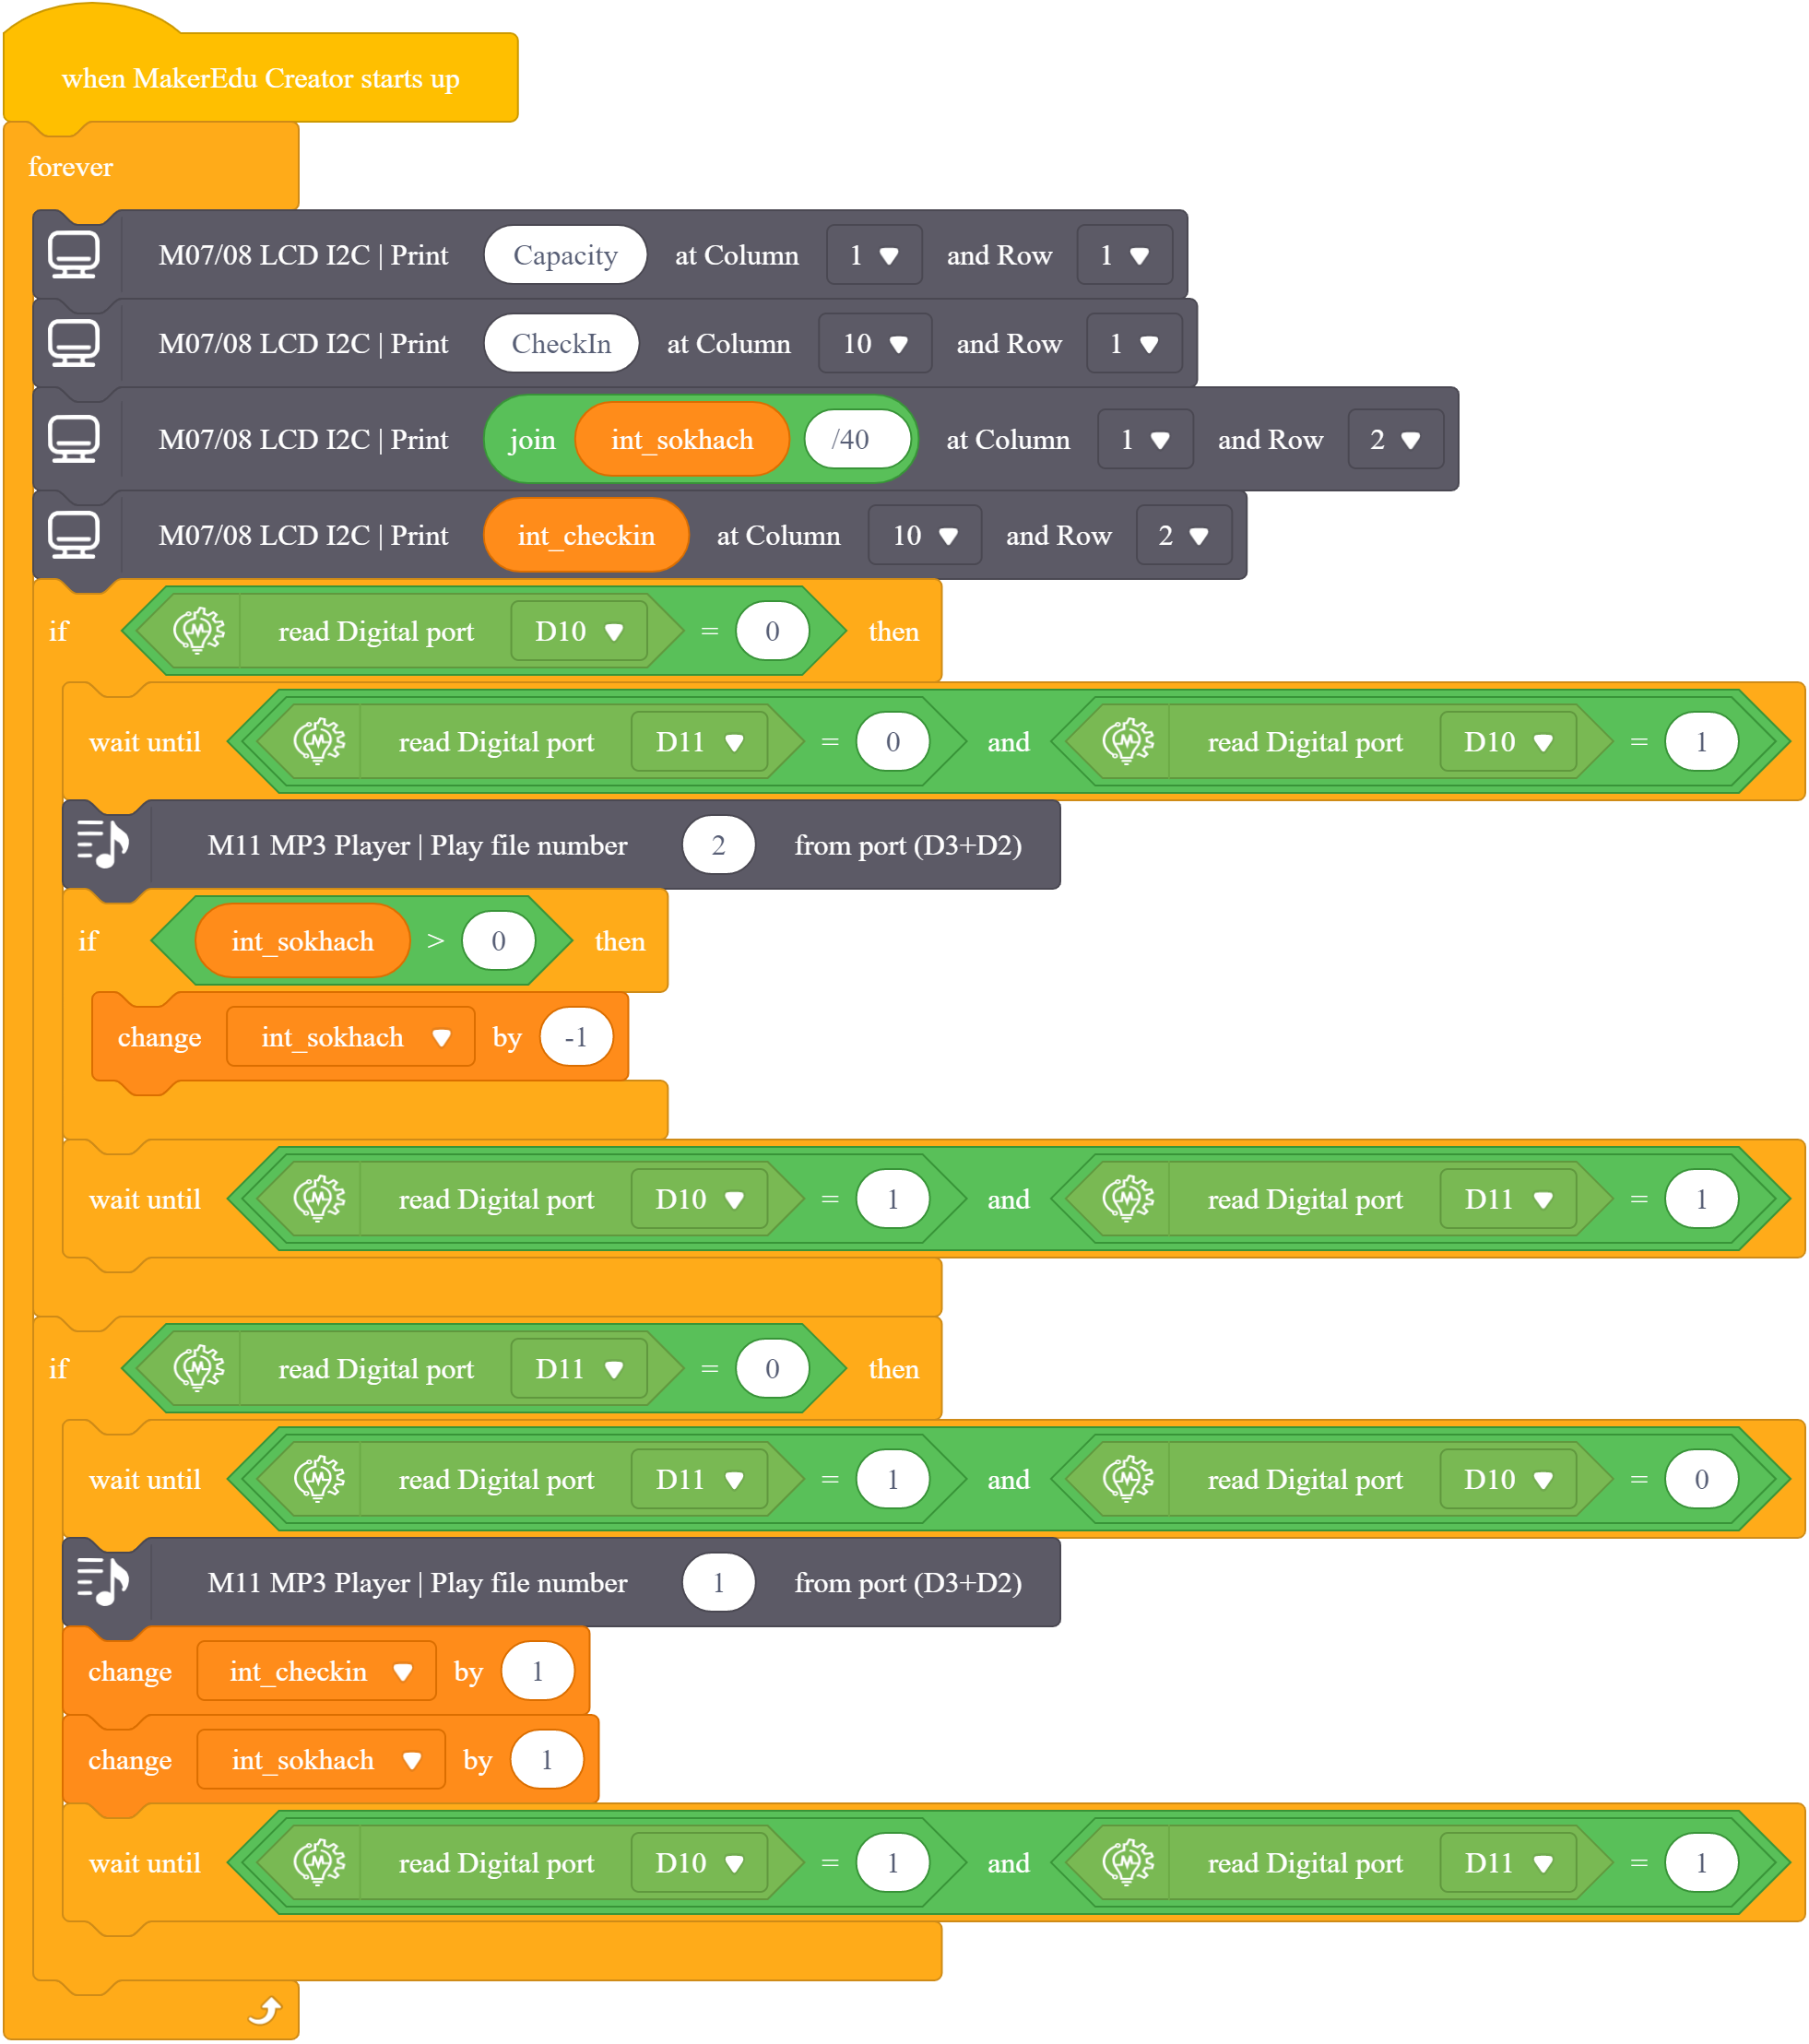 when MakerEdu Creator starts up
forever
M07/08 LCD I2C | Print Capacity at Column 1 and Row 1
M07/08 LCD I2C | Print CheckIn at Column 10 and Row 1
M07/08 LCD I2C | Print join int_sokhach /40 at Column 1 and Row 2
M07/08 LCD I2C | Print int_checkin at Column 10 and Row 2
if read Digital port D10 = 0 then
wait until read Digital port D11 = 0 and read Digital port D10 = 1
M11 MP3 Player | Play file number 2 from port (D3+D2)
if int_sokhach > 0 then
change int_sokhach by -1
wait until read Digital port D10 = 1 and read Digital port D11 = 1
if read Digital port D11 = 0 then
wait until read Digital port D11 = 1 and read Digital port D10 = 0
M11 MP3 Player | Play file number 1 from port (D3+D2)
change int_checkin by 1
change int_sokhach by 1
wait until read Digital port D10 = 1 and read Digital port D11 = 1